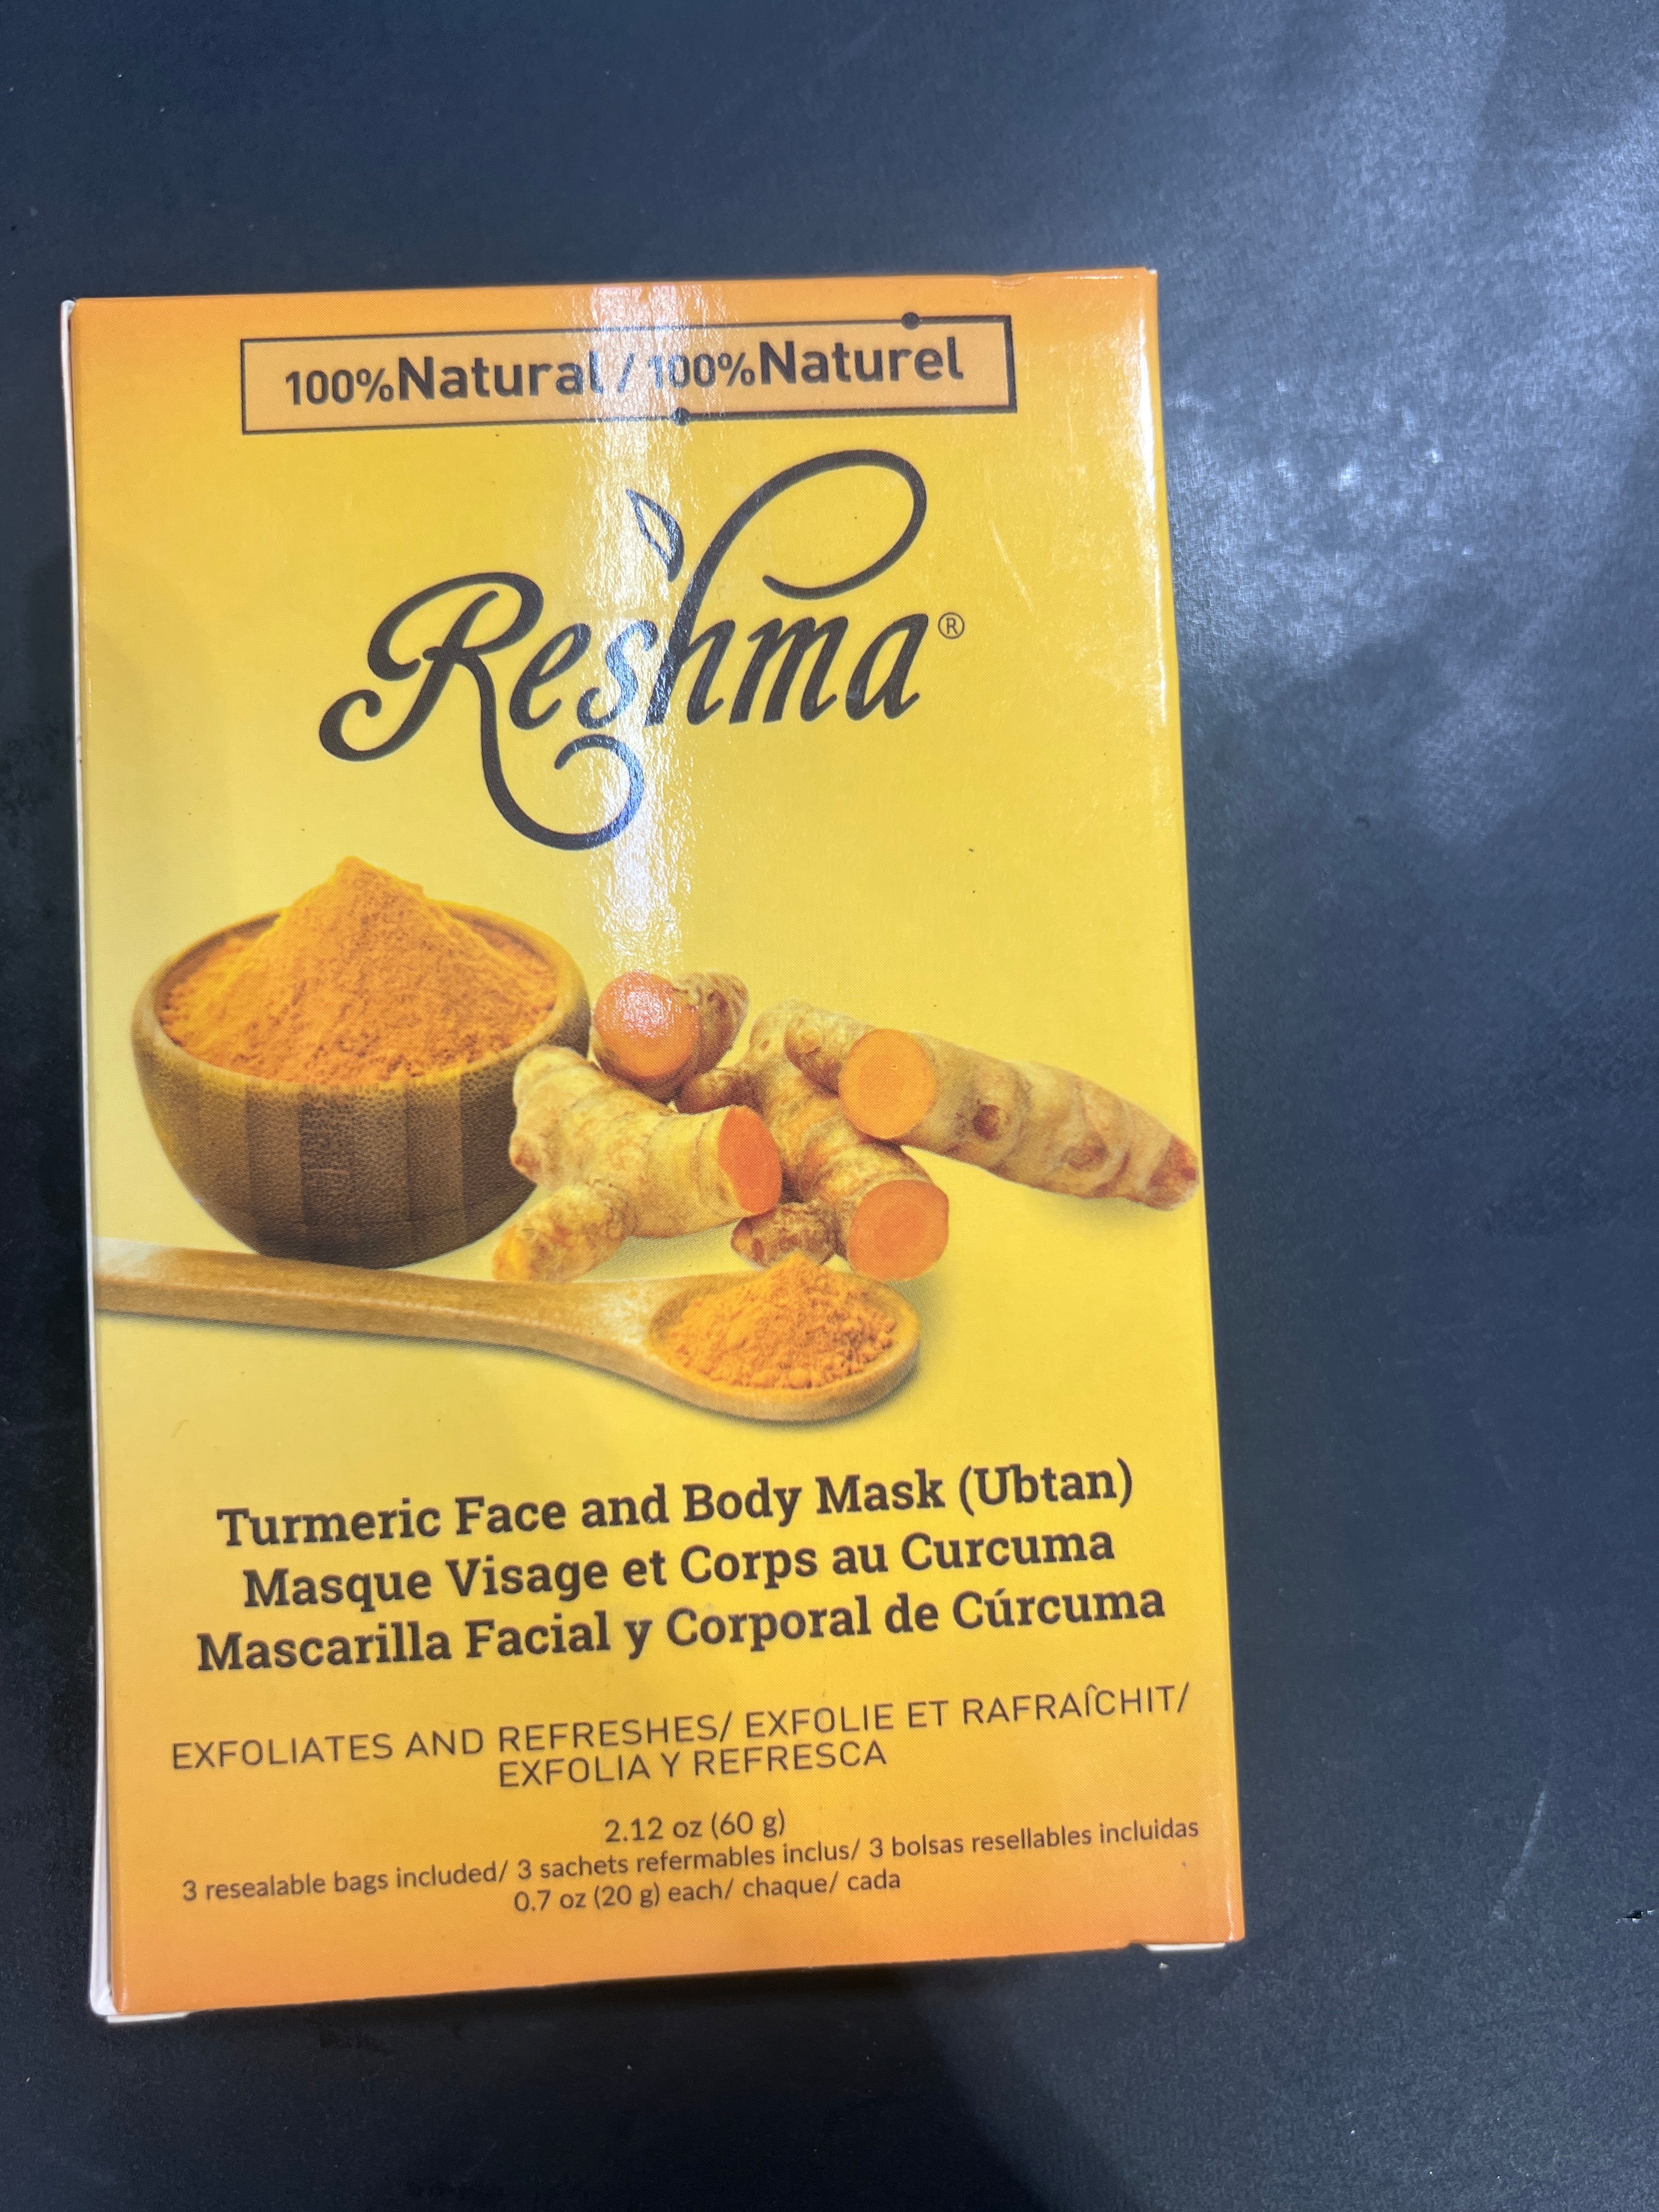 100%Natural / 100%Naturel
Reshma®
Turmeric Face and Body Mask (Ubtan)
Masque Visage et Corps au Curcuma
Mascarilla Facial y Corporal de Cúrcuma
EXFOLIATES AND REFRESHES/ EXFOLIE ET RAFRAÎCHIT/
EXFOLIA Y REFRESCA
2.12 oz (60 g)
3 resealable bags included/ 3 sachets refermables inclus/ 3 bolsas resellables incluidas
0.7 oz (20 g) each/ chaque/ cada